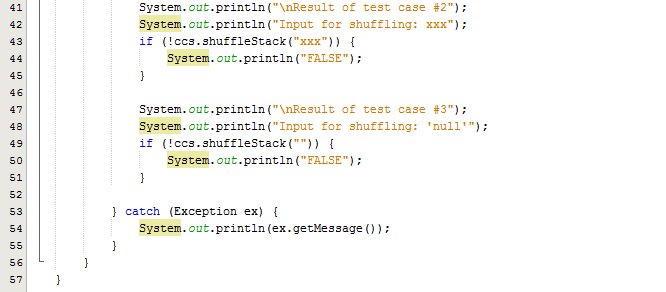 41 System.out.println("\nResult of test case #2");
42 System.out.println("Input for shuffling: xxx");
43 if (!ccs.shuffleStack("xxx")) {
44 System.out.println("FALSE");
45 }
46
47 System.out.println("\nResult of test case #3");
48 System.out.println("Input for shuffling: 'null'");
49 if (!ccs.shuffleStack("")) {
50 System.out.println("FALSE");
51 }
52
53 } catch (Exception ex) {
54 System.out.println(ex.getMessage());
55 }
56 }
57 }